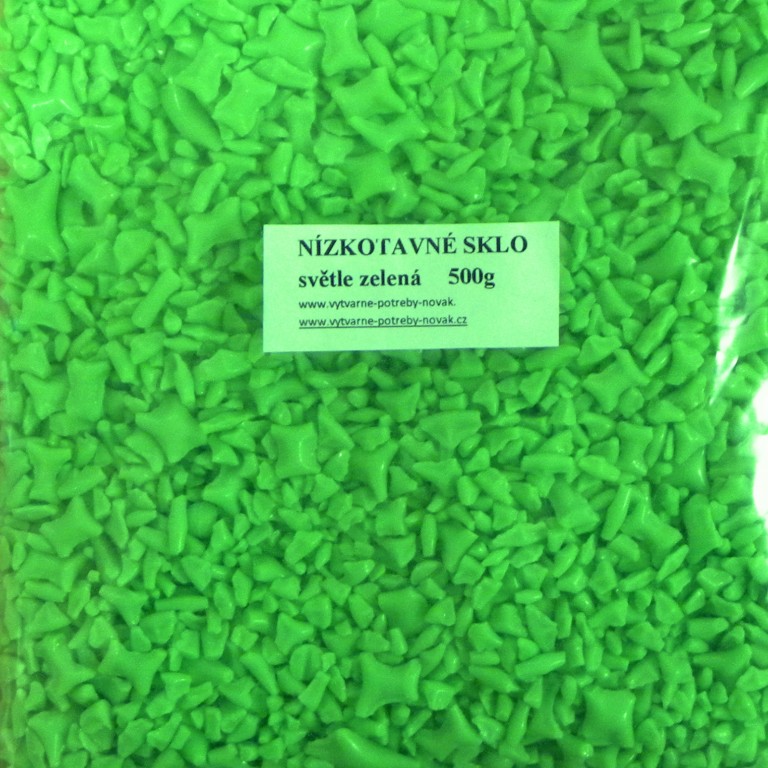 NÍZKOTAVNÉ SKLO
světle zelená 500g
www.vytvarne-potreby-novak.
www.vytvarne-potreby-novak.cz